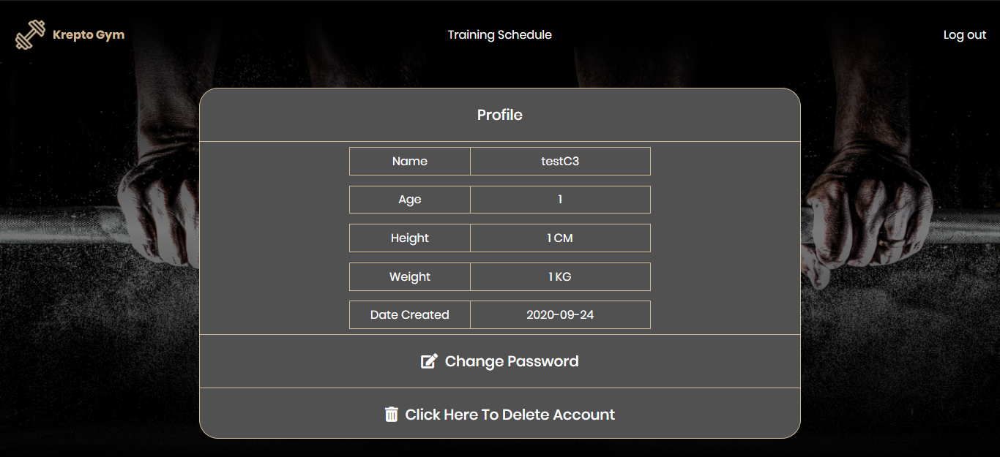 Krepto Gym
Training Schedule
Log out
Profile
Name testC3
Age 1
Height 1 CM
Weight 1 KG
Date Created 2020-09-24
Change Password
Click Here To Delete Account